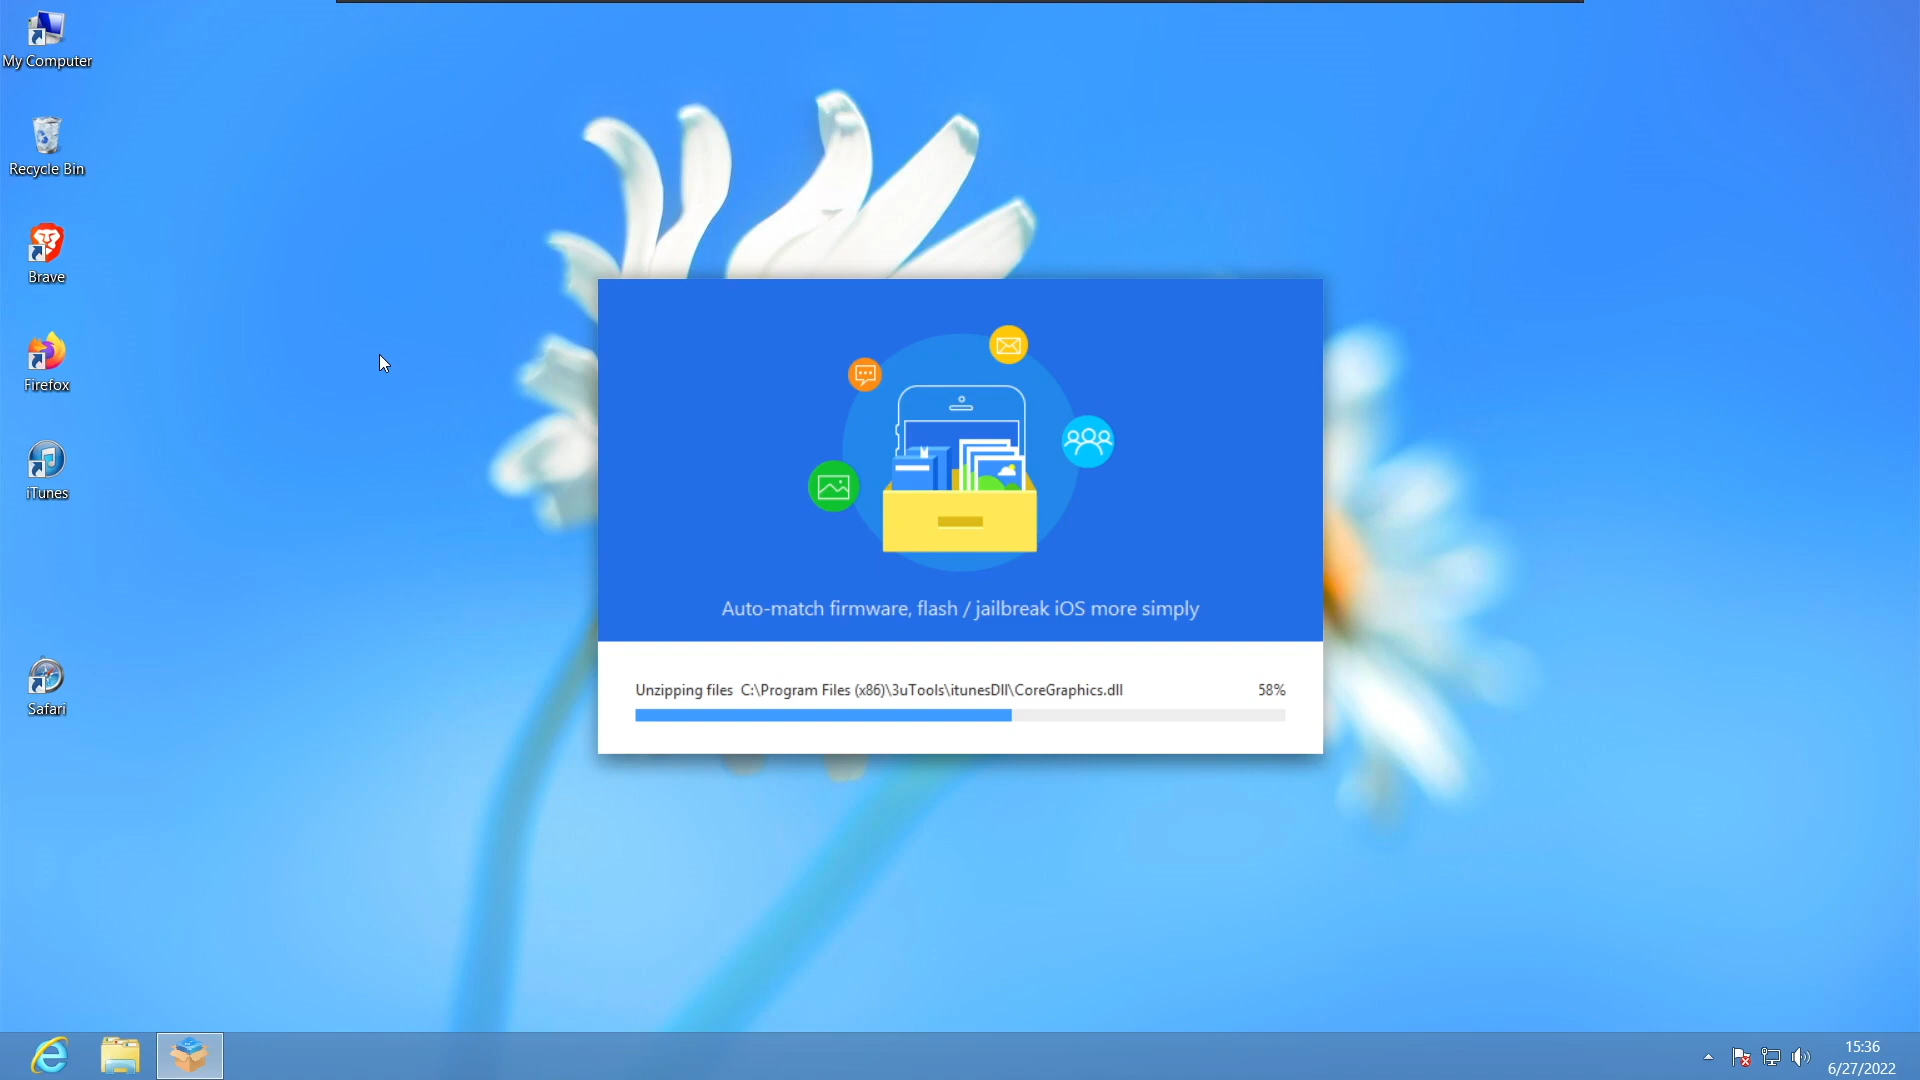 My Computer
Recycle Bin
Brave
Firefox
iTunes
Safari
Auto-match firmware, flash / jailbreak iOS more simply
Unzipping files C:\Program Files (x86)\3uTools\itunesDll\CoreGraphics.dll 58%
15:36
6/27/2022